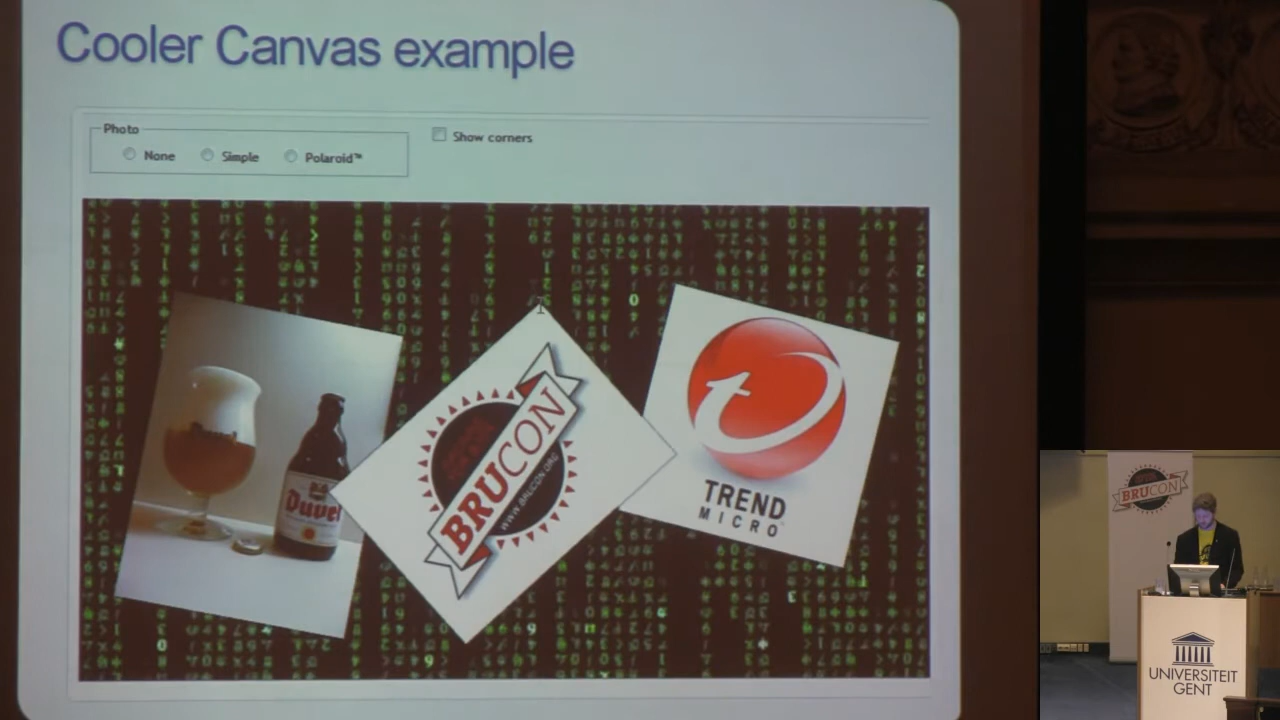 Cooler Canvas example
Photo
None
Simple
Polaroid™
Show corners
Duvel
BRUCON
WWW.BRUCON.ORG
TREND
MICRO
BRUCON
UNIVERSITEIT
GENT